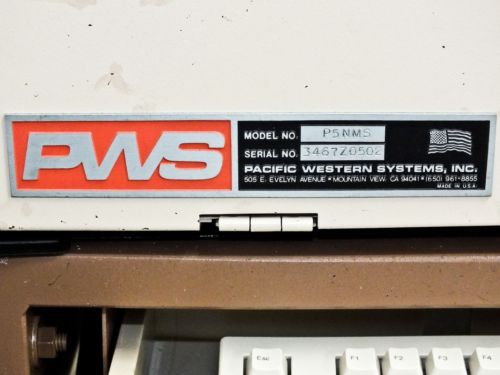 PWS
MODEL NO. P5NMS
SERIAL NO. 3467Z0502
PACIFIC WESTERN SYSTEMS, INC.
505 E. EVELYN AVENUE • MOUNTAIN VIEW, CA 94041 • (650) 961-8855
MADE IN U.S.A.
Esc F1 F2 F3 F4